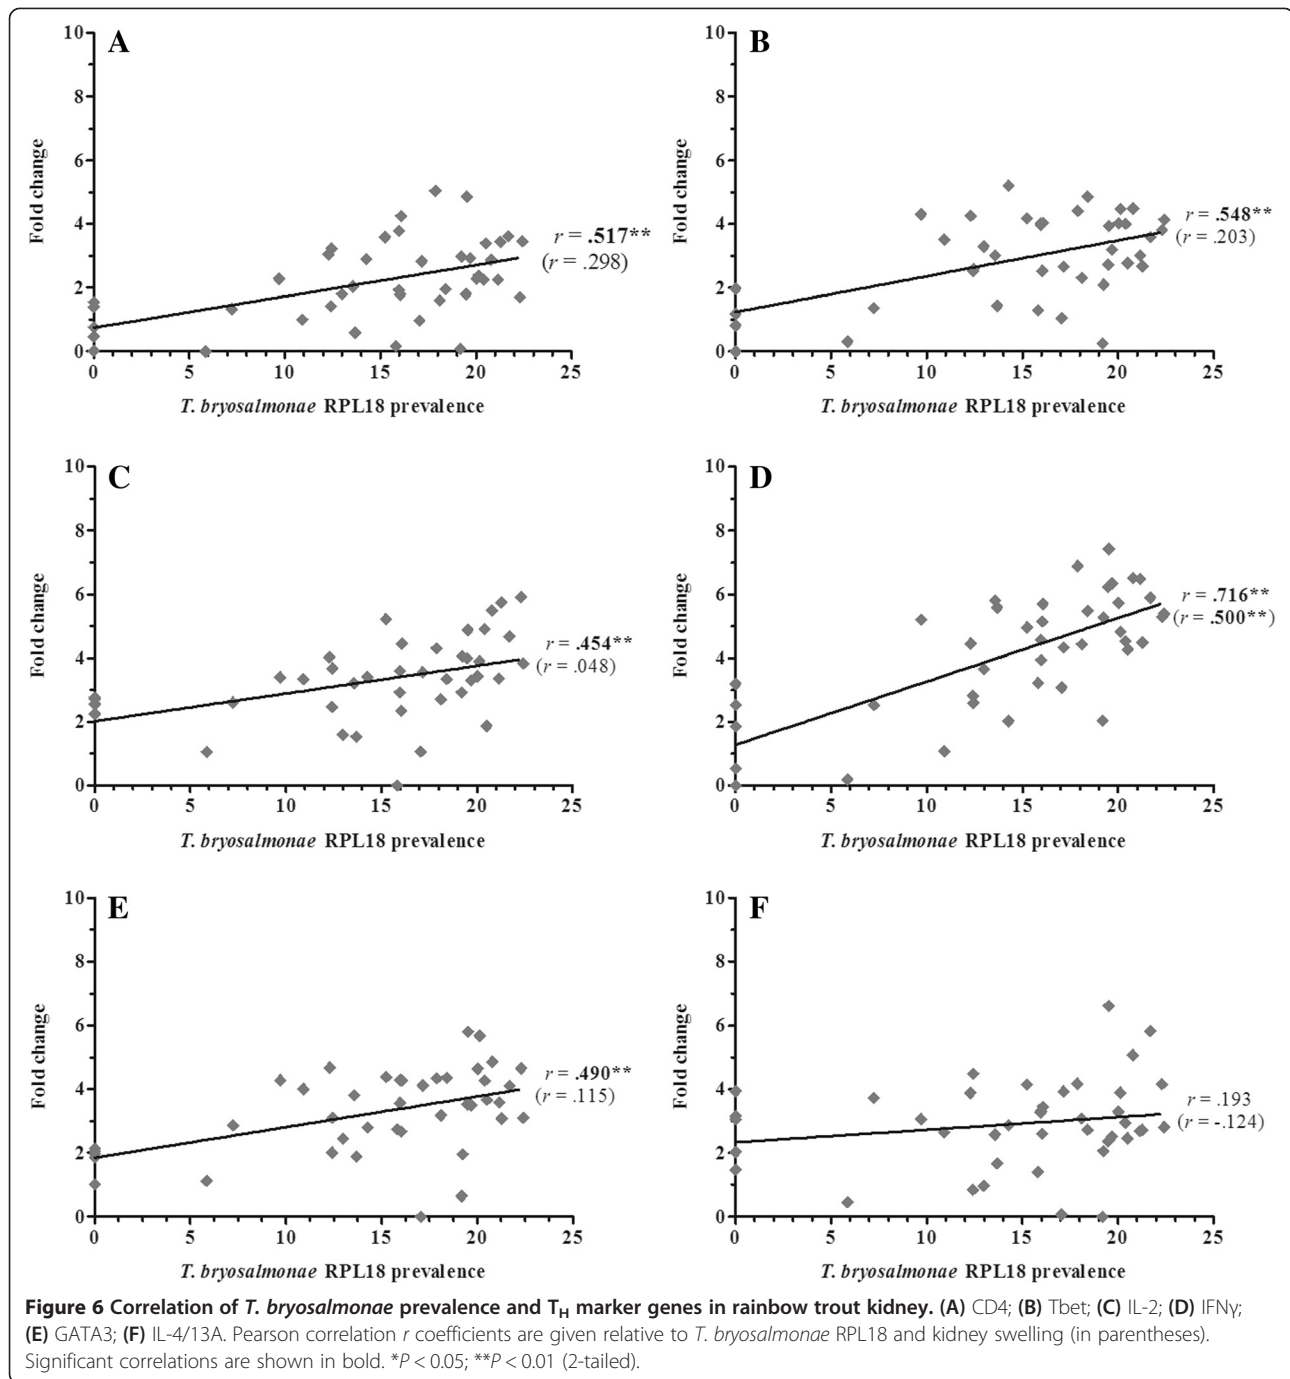 A
10
8
6
4
2
0
Fold change
0 5 10 15 20 25
T. bryosalmonae RPL18 prevalence
r = .517**
(r = .298)
B
10
8
6
4
2
0
Fold change
0 5 10 15 20 25
T. bryosalmonae RPL18 prevalence
r = .548**
(r = .203)
C
10
8
6
4
2
0
Fold change
0 5 10 15 20 25
T. bryosalmonae RPL18 prevalence
r = .454**
(r = .048)
D
10
8
6
4
2
0
Fold change
0 5 10 15 20 25
T. bryosalmonae RPL18 prevalence
r = .716**
(r = .500**)
E
10
8
6
4
2
0
Fold change
0 5 10 15 20 25
T. bryosalmonae RPL18 prevalence
r = .490**
(r = .115)
F
10
8
6
4
2
0
Fold change
0 5 10 15 20 25
T. bryosalmonae RPL18 prevalence
r = .193
(r = -.124)
Figure 6 Correlation of T. bryosalmonae prevalence and TH marker genes in rainbow trout kidney. (A) CD4; (B) Tbet; (C) IL-2; (D) IFNγ;
(E) GATA3; (F) IL-4/13A. Pearson correlation r coefficients are given relative to T. bryosalmonae RPL18 and kidney swelling (in parentheses).
Significant correlations are shown in bold. *P < 0.05; **P < 0.01 (2-tailed).